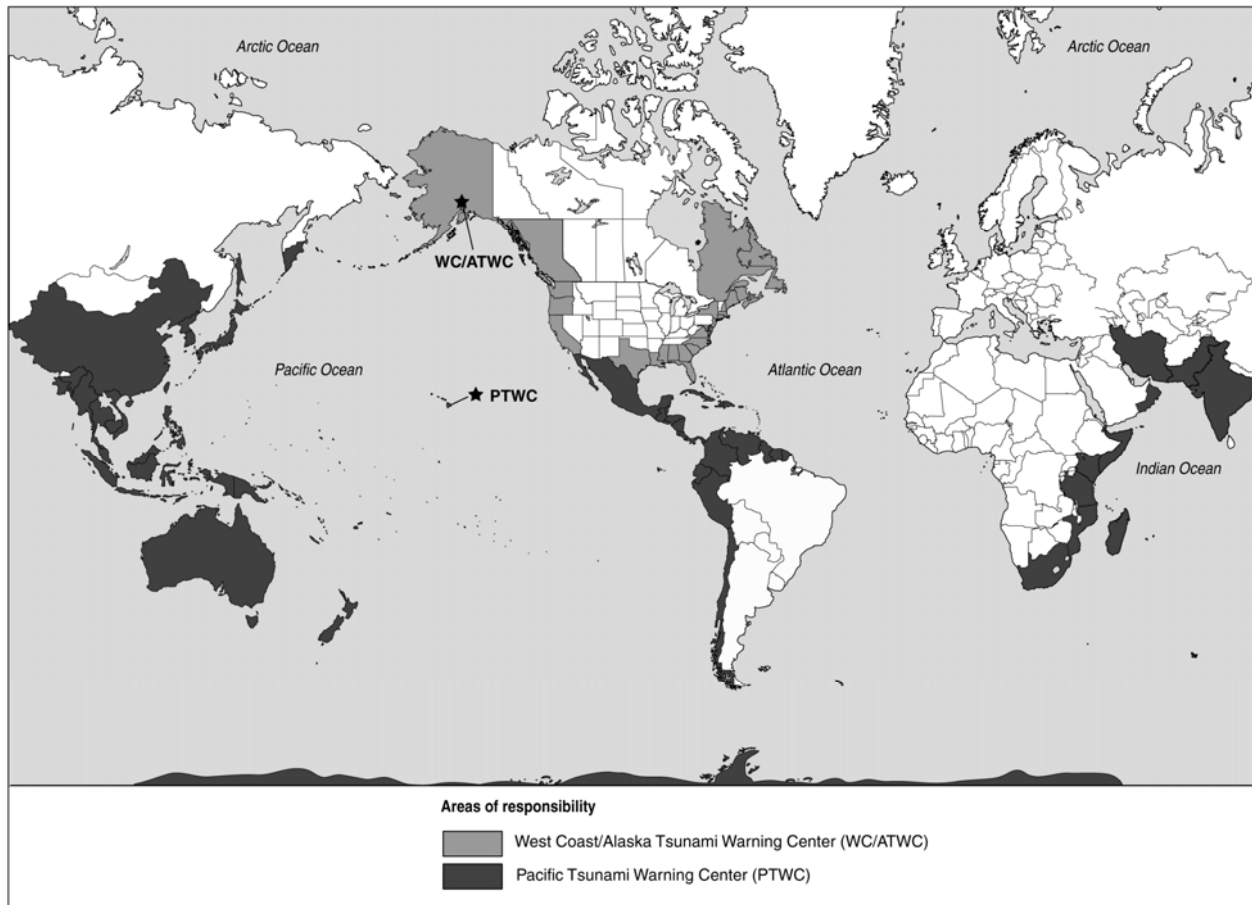 Arctic Ocean
Arctic Ocean
WC/ATWC
Pacific Ocean
Atlantic Ocean
PTWC
Indian Ocean
Areas of responsibility
West Coast/Alaska Tsunami Warning Center (WC/ATWC)
Pacific Tsunami Warning Center (PTWC)